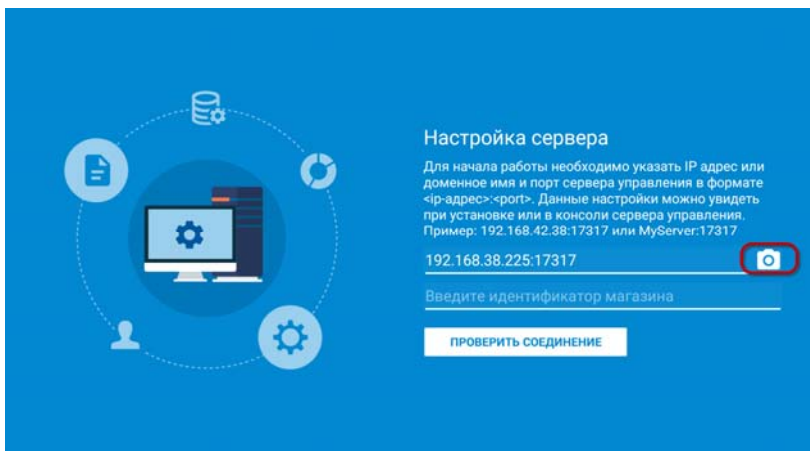 Настройка сервера
Для начала работы необходимо указать IP адрес или
доменное имя и порт сервера управления в формате
<ip-адрес>:<port>. Данные настройки можно увидеть
при установке или в консоли сервера управления.
Пример: 192.168.42.38:17317 или MyServer:17317
192.168.38.225:17317
Введите идентификатор магазина
ПРОВЕРИТЬ СОЕДИНЕНИЕ